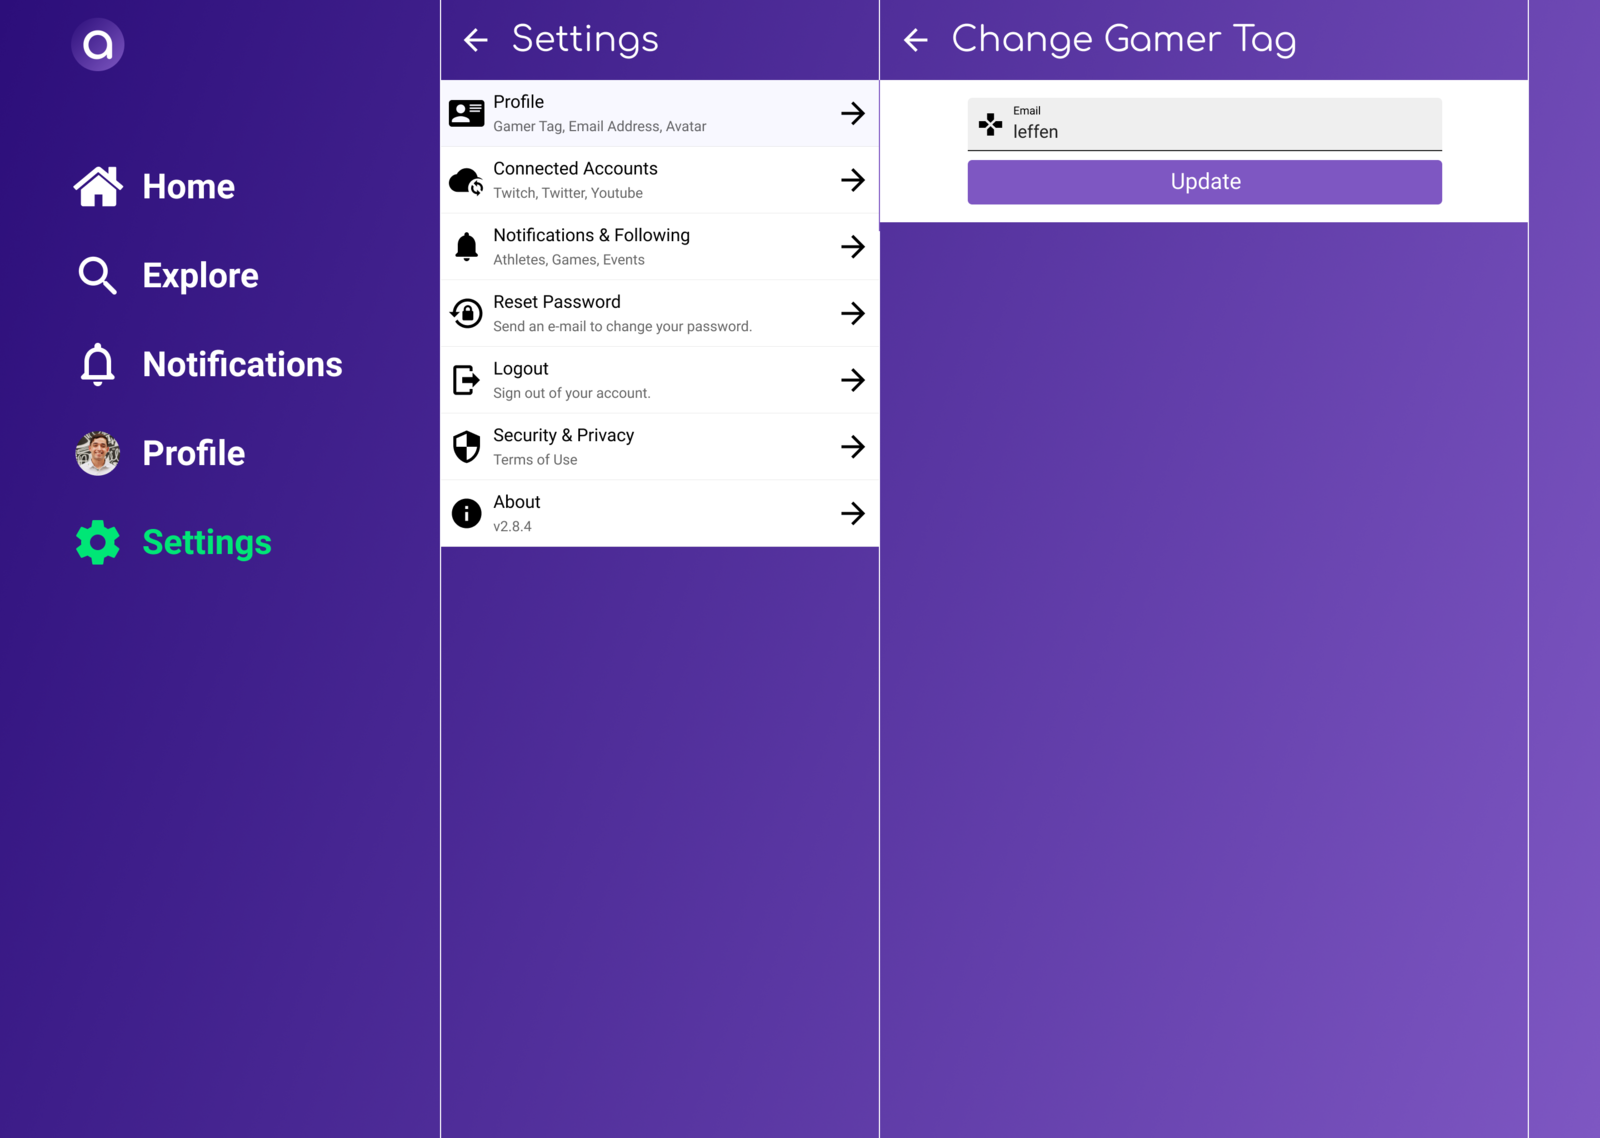 a
Home
Explore
Notifications
Profile
Settings
Settings
Profile
Gamer Tag, Email Address, Avatar
Connected Accounts
Twitch, Twitter, Youtube
Notifications & Following
Athletes, Games, Events
Reset Password
Send an e-mail to change your password.
Logout
Sign out of your account.
Security & Privacy
Terms of Use
About
v2.8.4
Change Gamer Tag
Email
leffen
Update